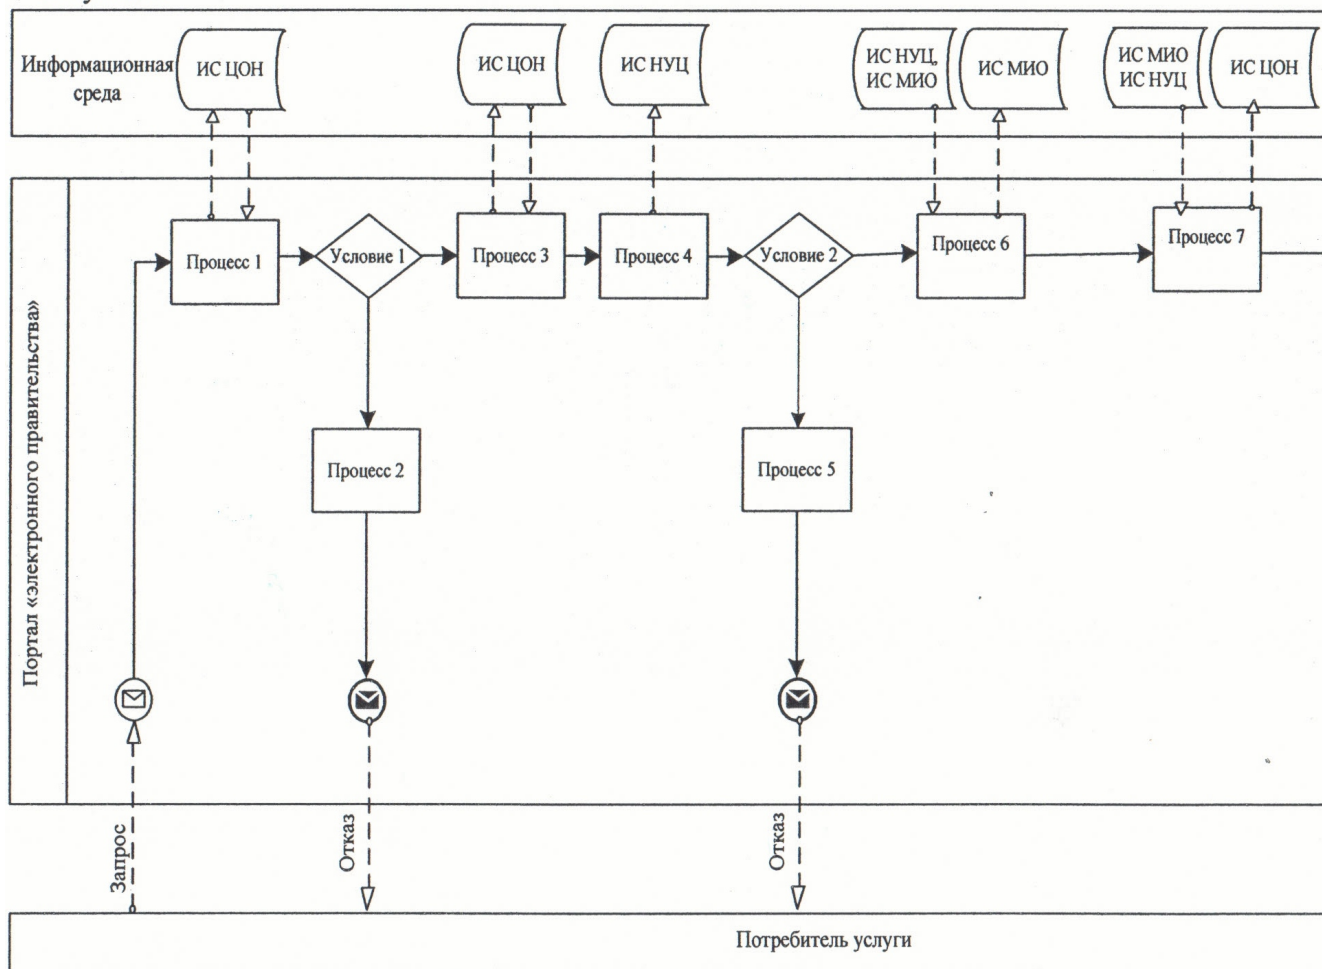 Информационная
среда
ИС ЦОН
ИС ЦОН
ИС НУЦ
ИС НУЦ,
ИС МИО
ИС МИО
ИС МИО
ИС НУЦ
ИС ЦОН
Портал «электронного правительства»
Процесс 1
Условие 1
Процесс 3
Процесс 4
Условие 2
Процесс 6
Процесс 7
Процесс 2
Процесс 5
Запрос
Отказ
Отказ
Потребитель услуги